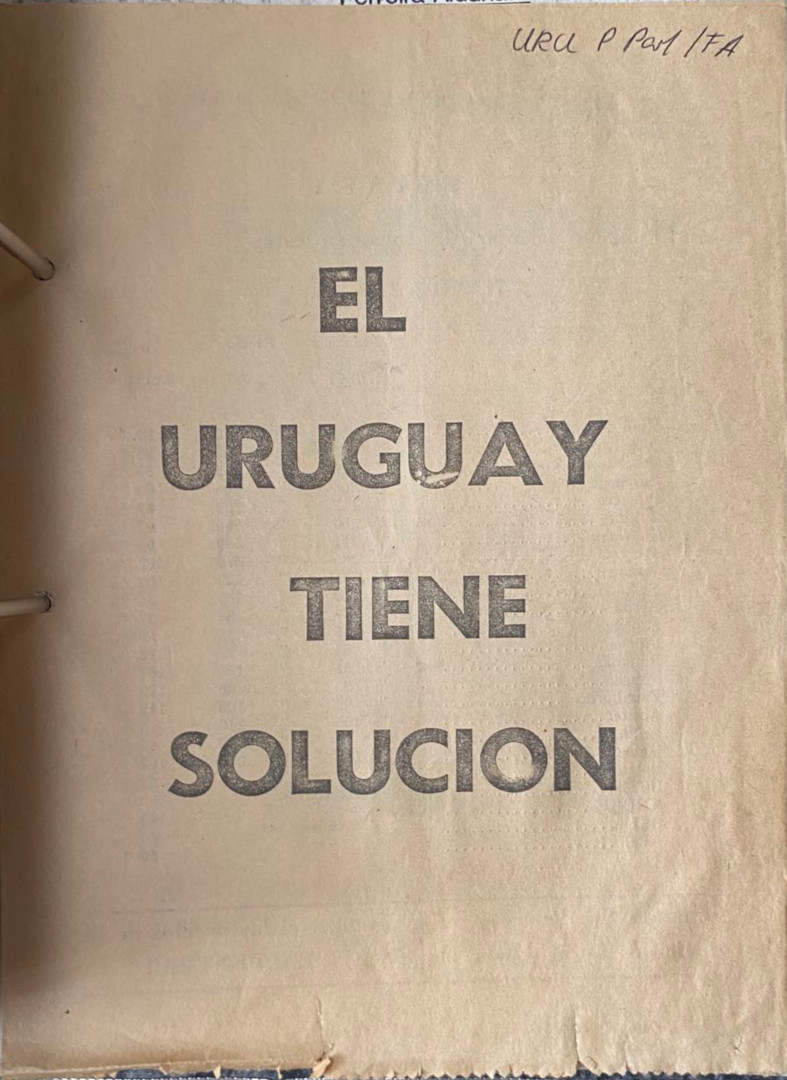 URU P Part /FA
EL
URUGUAY
TIENE
SOLUCION